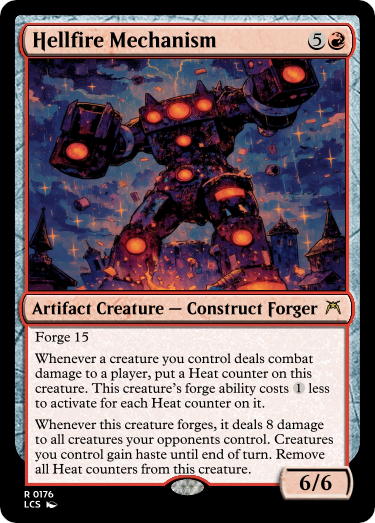 Hellfire Mechanism 5
Artifact Creature — Construct Forger
Forge 15
Whenever a creature you control deals combat
damage to a player, put a Heat counter on this
creature. This creature's forge ability costs 1 less
to activate for each Heat counter on it.
Whenever this creature forges, it deals 8 damage
to all creatures your opponents control. Creatures
you control gain haste until end of turn. Remove
all Heat counters from this creature.
6/6
R 0176
LCS